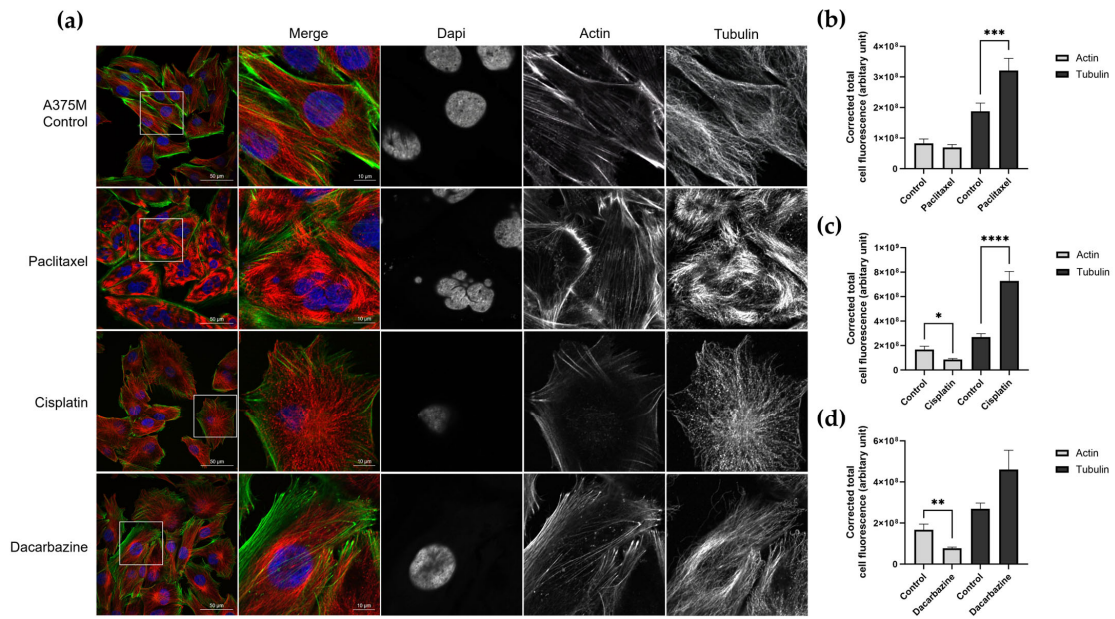 (a)
Merge
Dapi
Actin
Tubulin
A375M
Control
50 μm
10 μm
Paclitaxel
50 μm
10 μm
Cisplatin
50 μm
10 μm
Dacarbazine
50 μm
10 μm
(b)
Corrected total
cell fluorescence (arbitary unit)
4×10⁸
3×10⁸
2×10⁸
1×10⁸
0
***
Control
Paclitaxel
Control
Paclitaxel
Actin
Tubulin
(c)
Corrected total
cell fluorescence (arbitary unit)
1×10⁹
8×10⁸
6×10⁸
4×10⁸
2×10⁸
0
*
****
Control
Cisplatin
Control
Cisplatin
Actin
Tubulin
(d)
Corrected total
cell fluorescence (arbitary unit)
6×10⁸
4×10⁸
2×10⁸
0
**
Control
Dacarbazine
Control
Dacarbazine
Actin
Tubulin